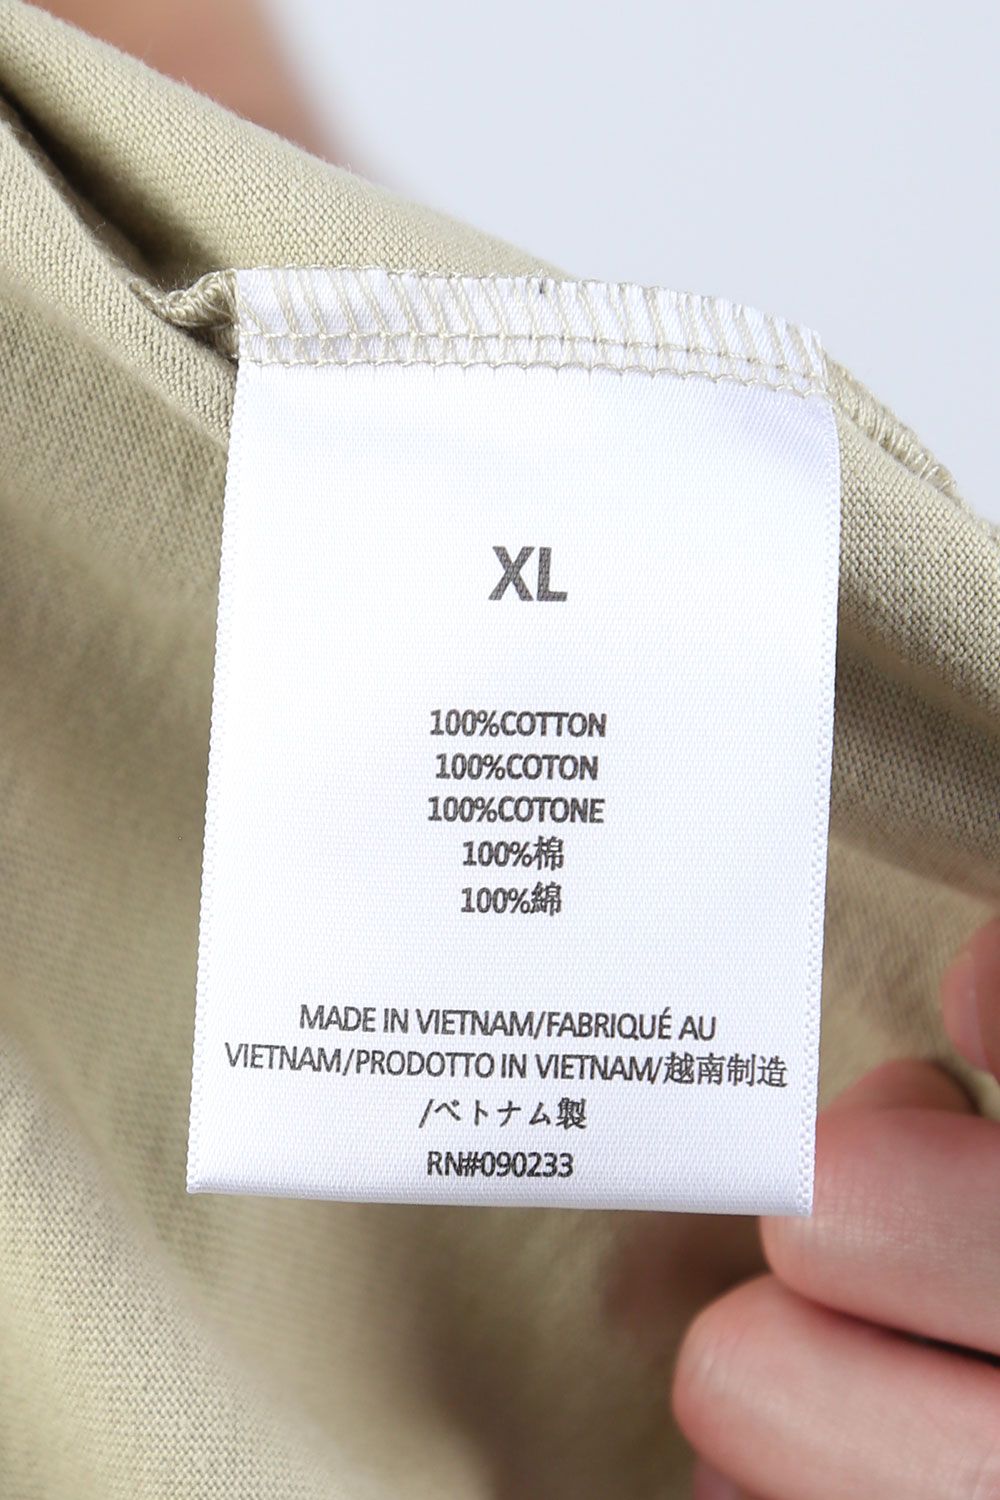 XL
100%COTTON
100%COTON
100%COTONE
100%棉
100%綿
MADE IN VIETNAM/FABRIQUÉ AU
VIETNAM/PRODOTTO IN VIETNAM/越南制造
/ベトナム製
RN#090233